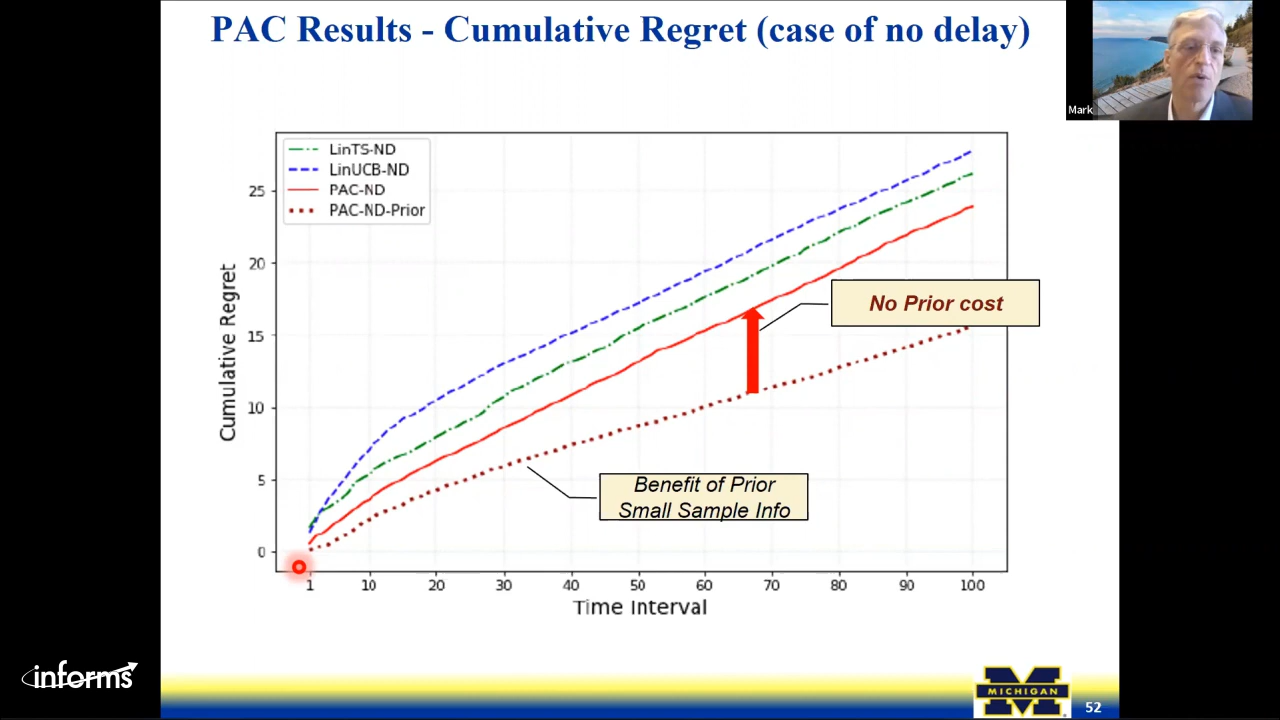 PAC Results - Cumulative Regret (case of no delay)
Mark
LinTS-ND
LinUCB-ND
PAC-ND
PAC-ND-Prior
25
20
15
10
5
0
Cumulative Regret
No Prior cost
Benefit of Prior
Small Sample Info
1 10 20 30 40 50 60 70 80 90 100
Time Interval
informs
MICHIGAN
52